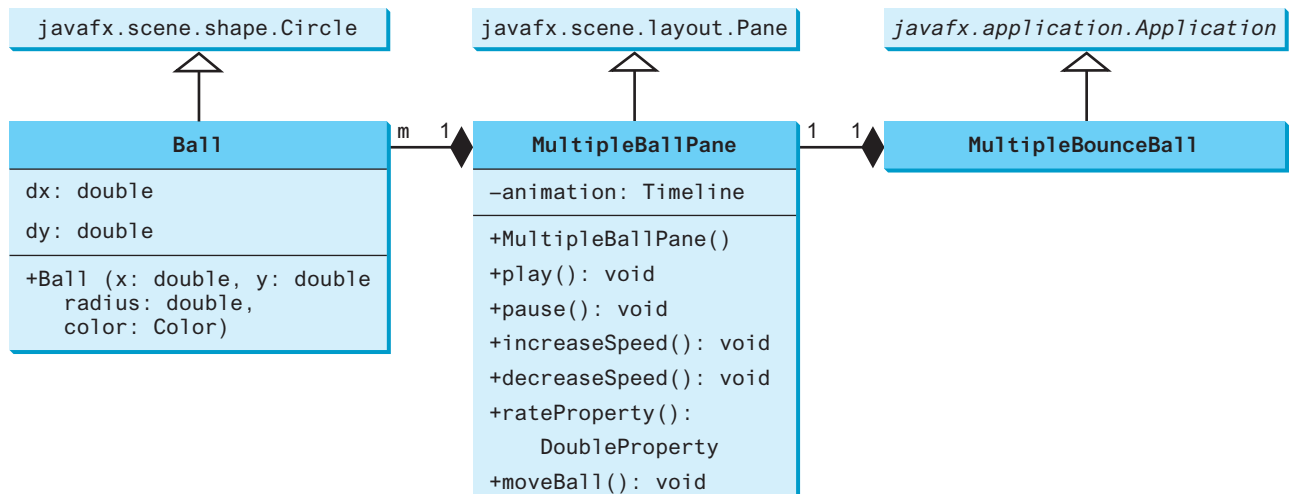 javafx.scene.shape.Circle
javafx.scene.layout.Pane
javafx.application.Application
Ball
m
1
MultipleBallPane
1
1
MultipleBounceBall
dx: double
dy: double
+Ball (x: double, y: double
radius: double,
color: Color)
–animation: Timeline
+MultipleBallPane()
+play(): void
+pause(): void
+increaseSpeed(): void
+decreaseSpeed(): void
+rateProperty():
DoubleProperty
+moveBall(): void